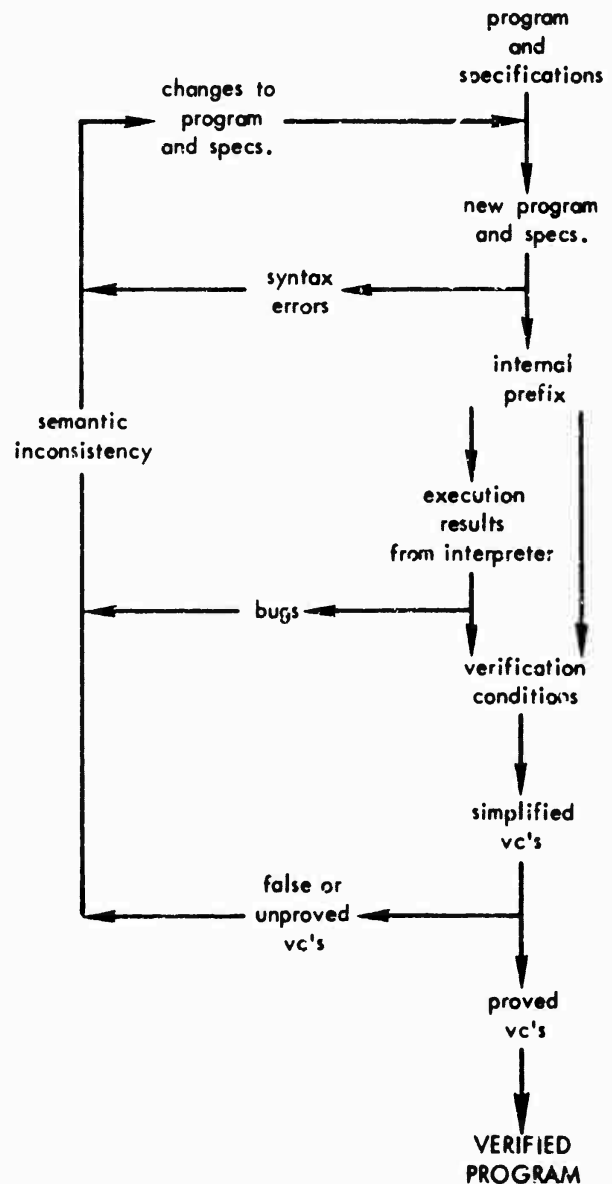 program
and
specifications
changes to
program
and specs.
new program
and specs.
syntax
errors
internal
prefix
semantic
inconsistency
execution
results
from interpreter
bugs
verification
conditions
simplified
vc's
false or
unproved
vc's
proved
vc's
VERIFIED
PROGRAM